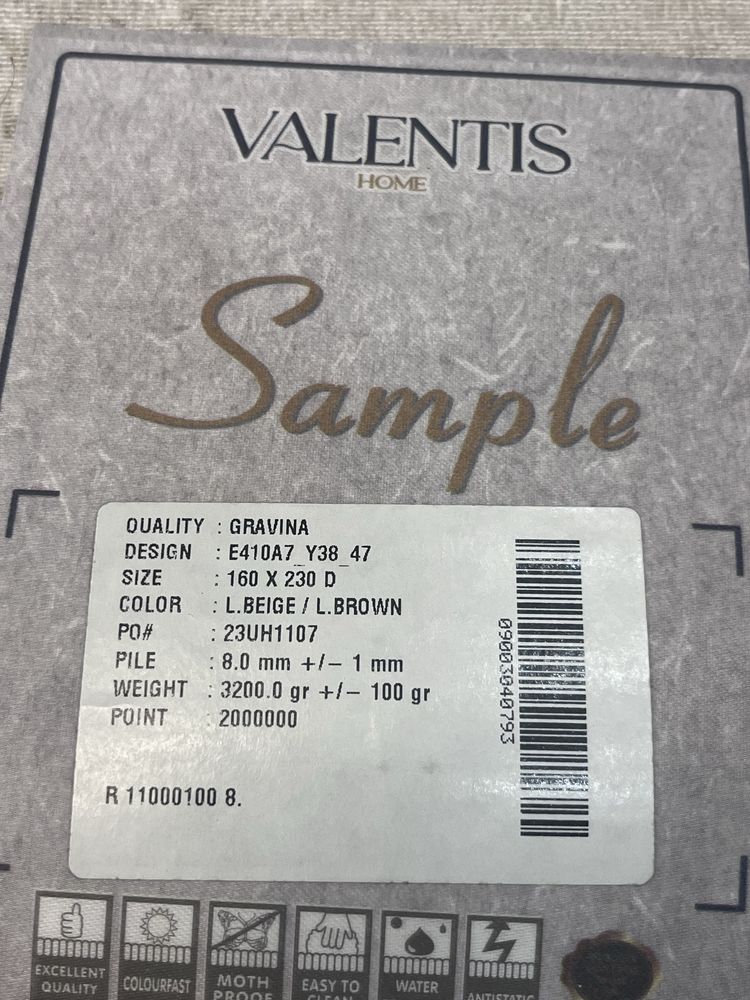 VALENTIS
HOME
Sample
QUALITY : GRAVINA
DESIGN : E410A7_Y38_47
SIZE : 160 X 230 D
COLOR : L.BEIGE / L.BROWN
PO# : 23UH1107
PILE : 8.0 mm +/- 1 mm
WEIGHT : 3200.0 gr +/- 100 gr
POINT : 2000000
R 11000100 8.
09003040793
EXCELLENT QUALITY
COLOURFAST
MOTH PROOF
EASY TO CLEAN
WATER
ANTISTATIC